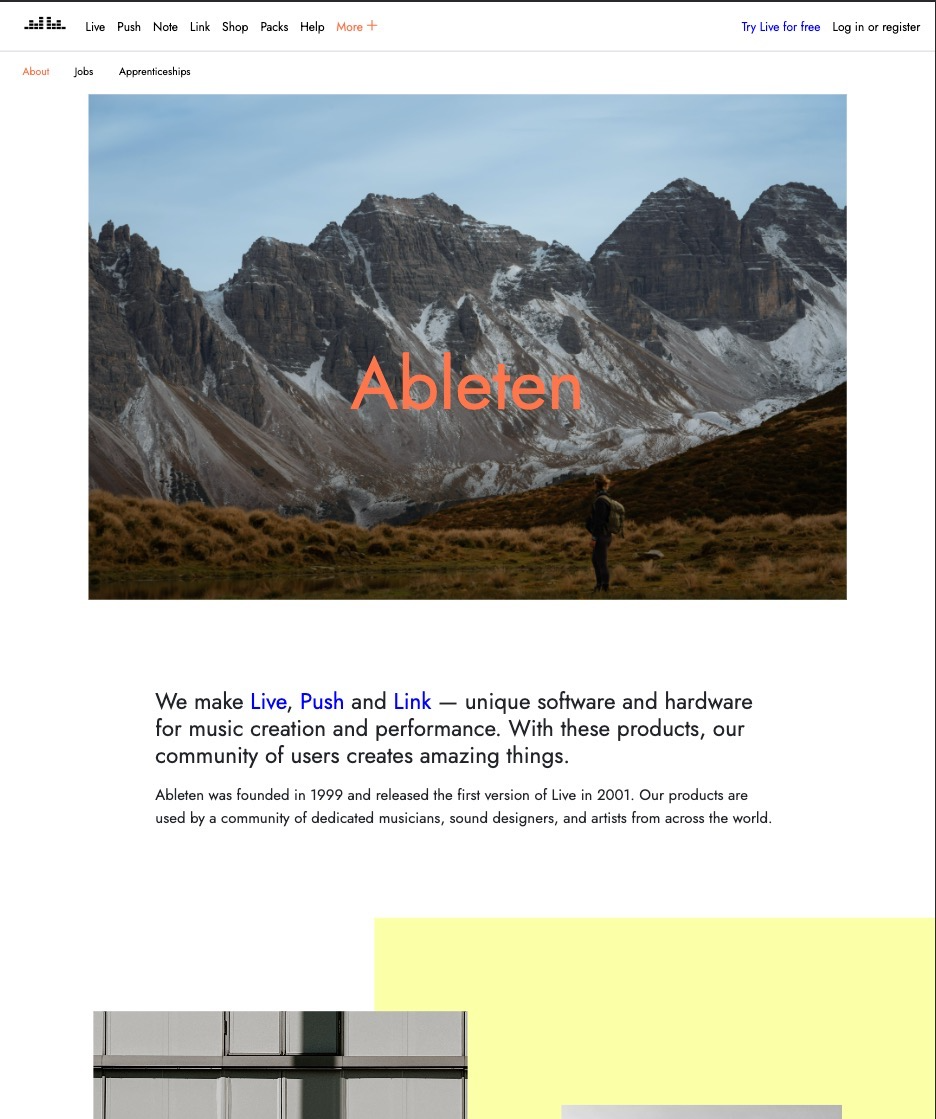 Live Push Note Link Shop Packs Help More + Try Live for free Log in or register
About Jobs Apprenticeships
Ableten
We make Live, Push and Link — unique software and hardware
for music creation and performance. With these products, our
community of users creates amazing things.
Ableten was founded in 1999 and released the first version of Live in 2001. Our products are
used by a community of dedicated musicians, sound designers, and artists from across the world.